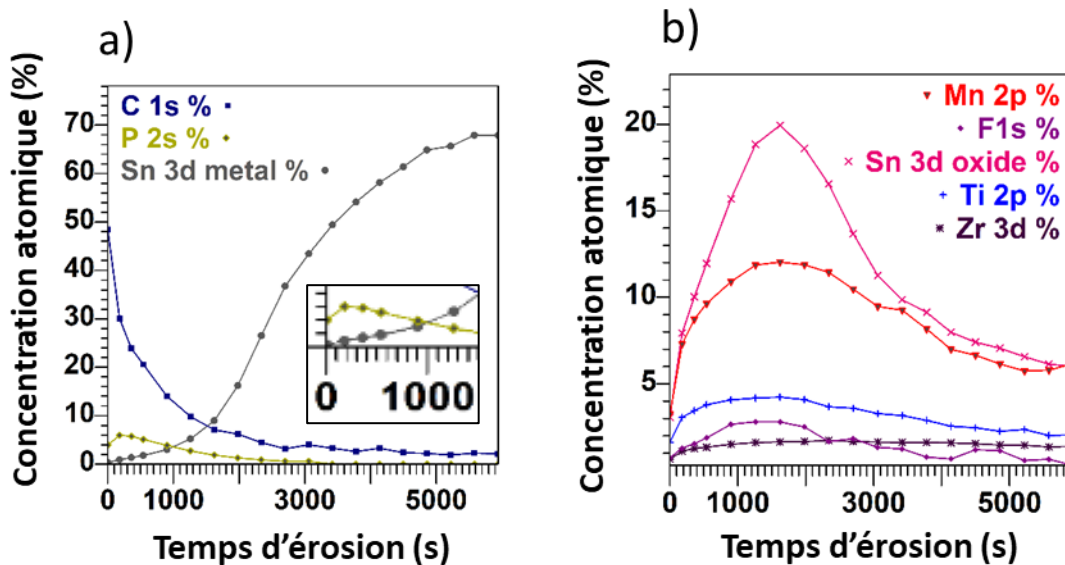 a)
Concentration atomique (%)
70
60
50
40
30
20
10
0
C 1s %
P 2s %
Sn 3d metal %
0 1000
0 1000 3000 5000
Temps d'érosion (s)
b)
Concentration atomique (%)
20
15
10
5
Mn 2p %
F1s %
Sn 3d oxide %
Ti 2p %
Zr 3d %
0 1000 3000 5000
Temps d'érosion (s)